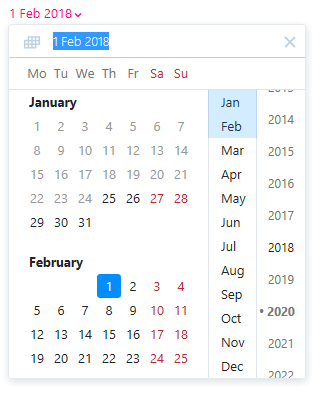 1 Feb 2018
1 Feb 2018
Mo Tu We Th Fr Sa Su
January
1 2 3 4 5 6 7
8 9 10 11 12 13 14
15 16 17 18 19 20 21
22 23 24 25 26 27 28
29 30 31
February
1 2 3 4
5 6 7 8 9 10 11
12 13 14 15 16 17 18
19 20 21 22 23 24 25
Jan
Feb
Mar
Apr
May
Jun
Jul
Aug
Sep
Oct
Nov
Dec
2014
2015
2016
2017
2018
2019
• 2020
2021
2022